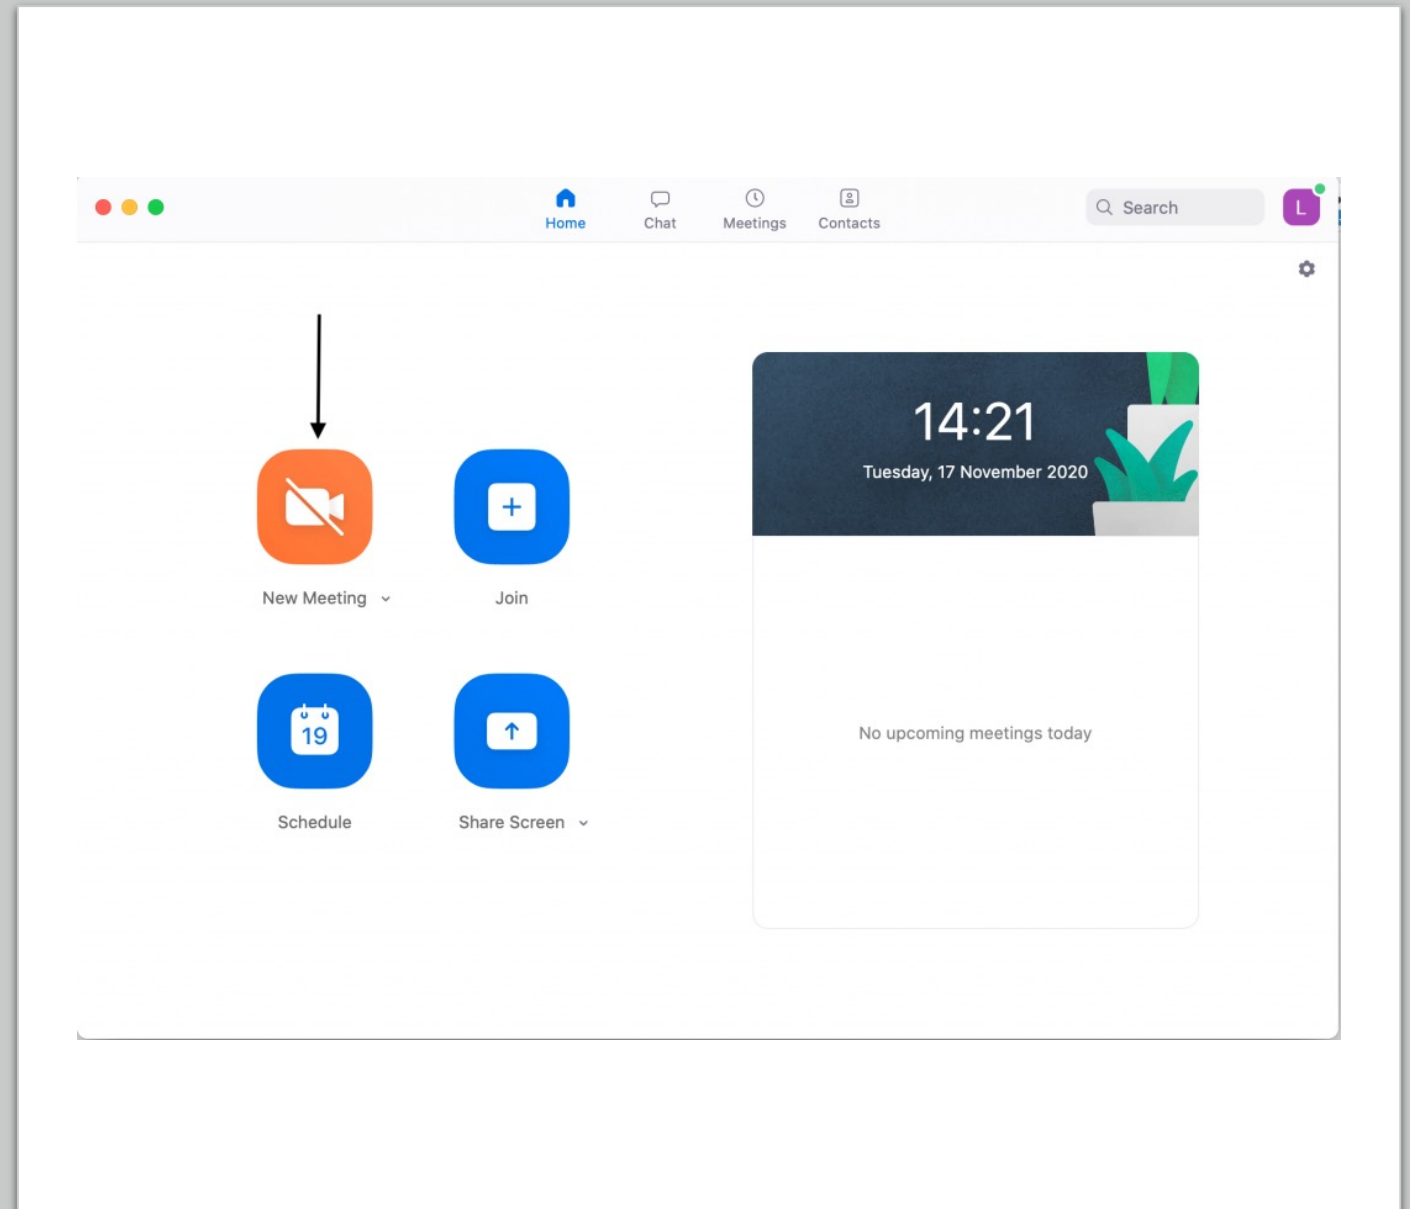 Home
Chat
Meetings
Contacts
Search
L
14:21
Tuesday, 17 November 2020
New Meeting
Join
19
Schedule
Share Screen
No upcoming meetings today